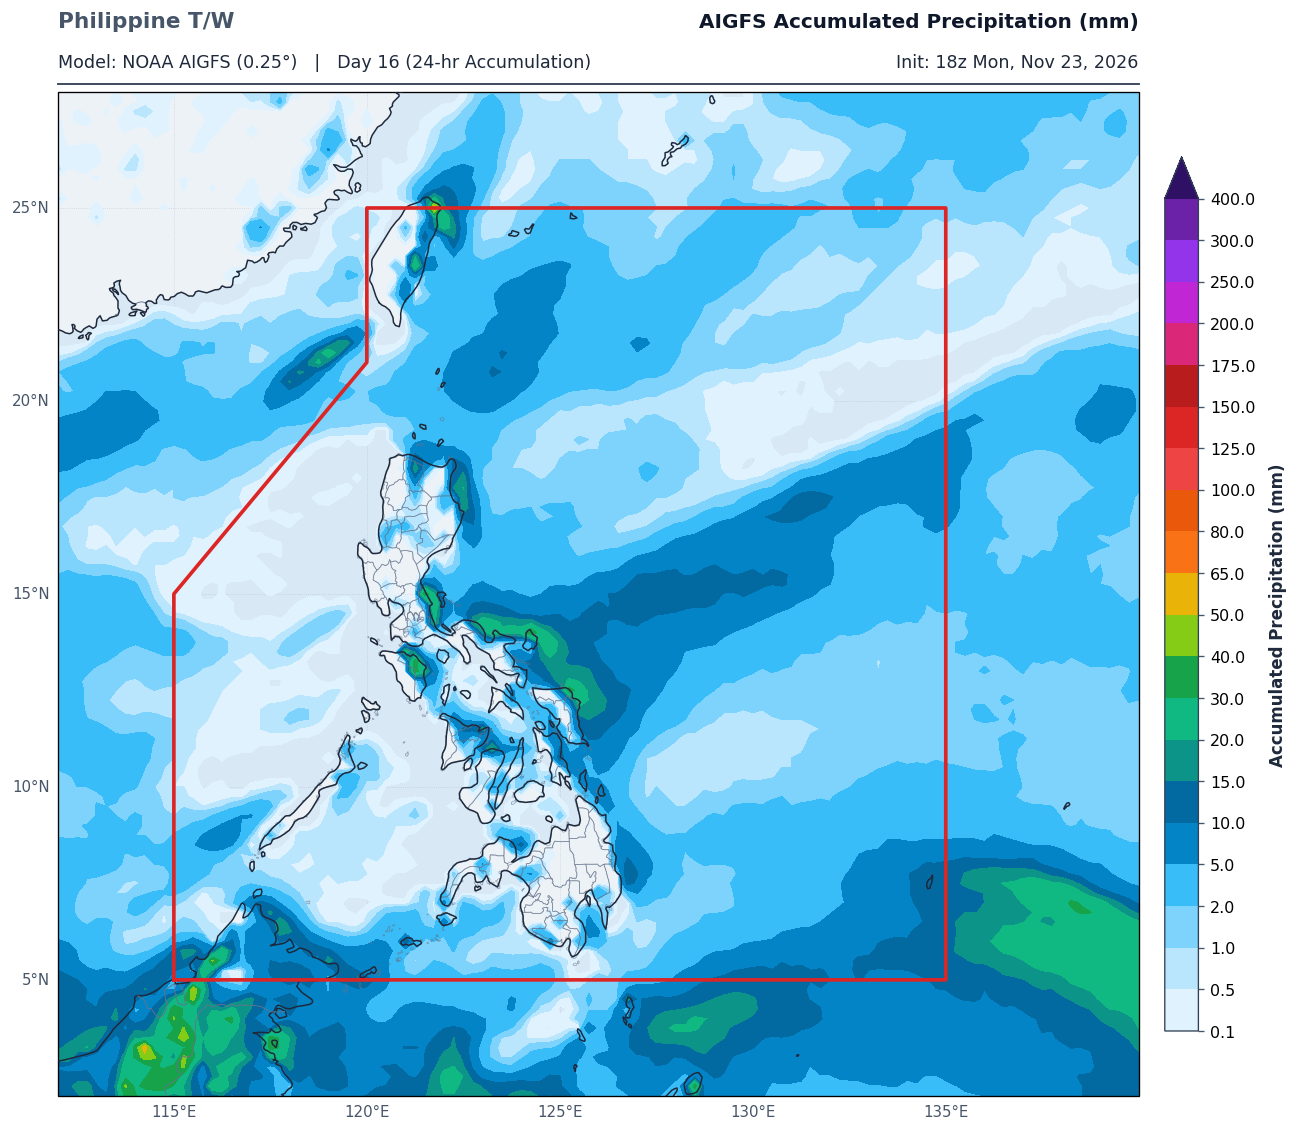 Philippine T/W
AIGFS Accumulated Precipitation (mm)
Model: NOAA AIGFS (0.25°)   |   Day 16 (24-hr Accumulation)
Init: 18z Mon, Nov 23, 2026
25°N
20°N
15°N
10°N
5°N
115°E
120°E
125°E
130°E
135°E
400.0
300.0
250.0
200.0
175.0
150.0
125.0
100.0
80.0
65.0
50.0
40.0
30.0
20.0
15.0
10.0
5.0
2.0
1.0
0.5
0.1
Accumulated Precipitation (mm)